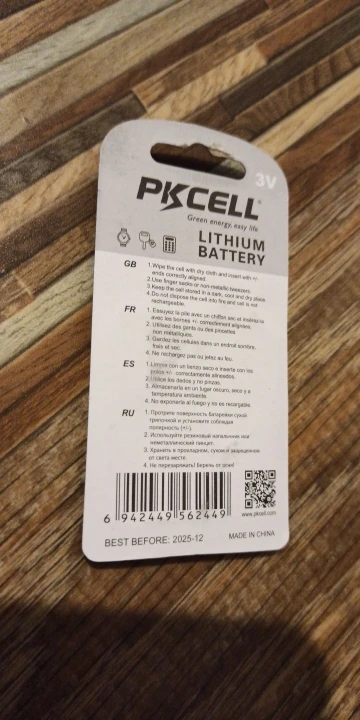 3V
PKCELL®
Green energy, easy life
LITHIUM
BATTERY
GB
1.Wipe the cell with dry cloth and insert with +/-
ends correctly aligned.
2.Use finger sacks or non-metallic tweezers.
3.Keep the cell stored in a dark, cool and dry place.
4.Do not dispose the cell into fire and cell is not
rechargeable.
FR
1. Essuyez la pile avec un chiffon sec et insérez la
avec les bornes +/- correctement alignées.
2. Utilisez des gants ou des pincettes
non métalliques.
3. Gardez les cellules dans un endroit sombre,
frais et sec.
4. Ne rechargez pas ou jetez au feu.
ES
1.Limpie con un lienzo seco e inserte con los
polos +/- correctamente alineados.
2.Utilice los dedos y no pinzas.
3. Almacenarla en un lugar oscuro, seco y a
temperatura ambiente.
4. No exponerla al fuego y no es recargable.
RU
1. Протрите поверхность батарейки сухой
тряпочкой и установите соблюдая
полярность (+/-).
2. Используйте резиновый напальчник или
неметаллический пинцет.
3. Хранить в прохладном, сухом и защищенном
от света месте.
4. Не перезаряжать! Беречь от огня!
6 942449 562449
www.pkcell.com
BEST BEFORE: 2025-12
MADE IN CHINA